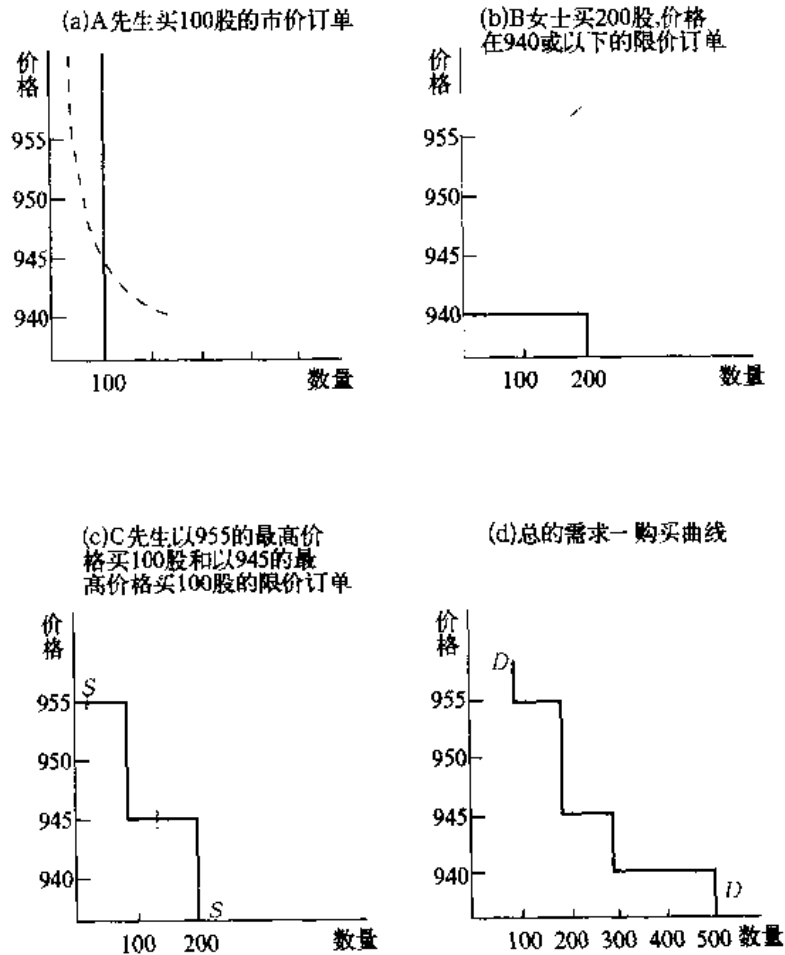 (a)A先生买100股的市价订单
价
格
955
950
945
940
100
数量
(b)B女士买200股,价格
在940或以下的限价订单
价
格
955
950
945
940
100 200
数量
(c)C先生以955的最高价
格买100股和以945的最
高价格买100股的限价订单
价
格
S
955
950
945
940
S
100 200
数量
(d)总的需求一购买曲线
价
格
D
955
950
945
940
D
100 200 300 400 500 数量